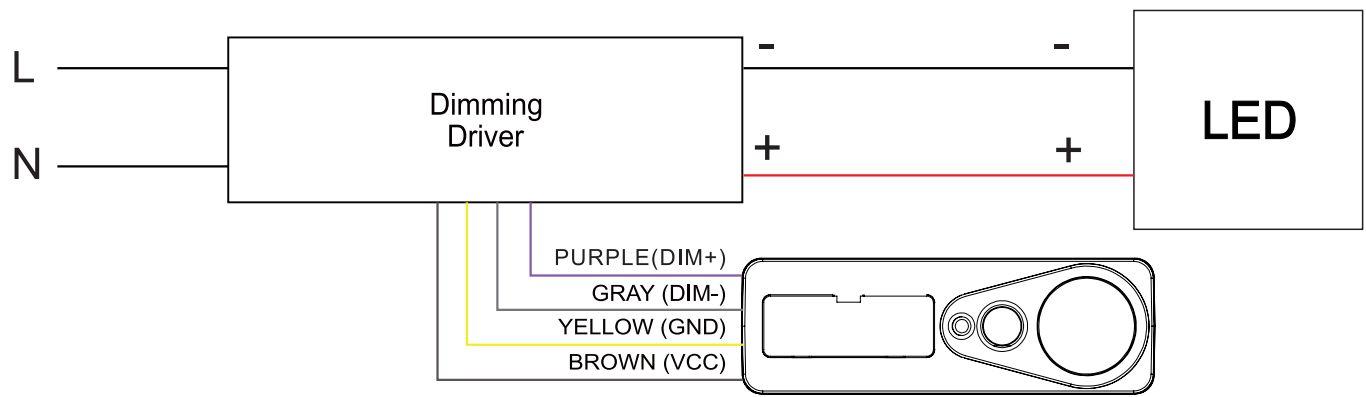 L
N
Dimming
Driver
-
-
+
+
LED
PURPLE(DIM+)
GRAY (DIM-)
YELLOW (GND)
BROWN (VCC)